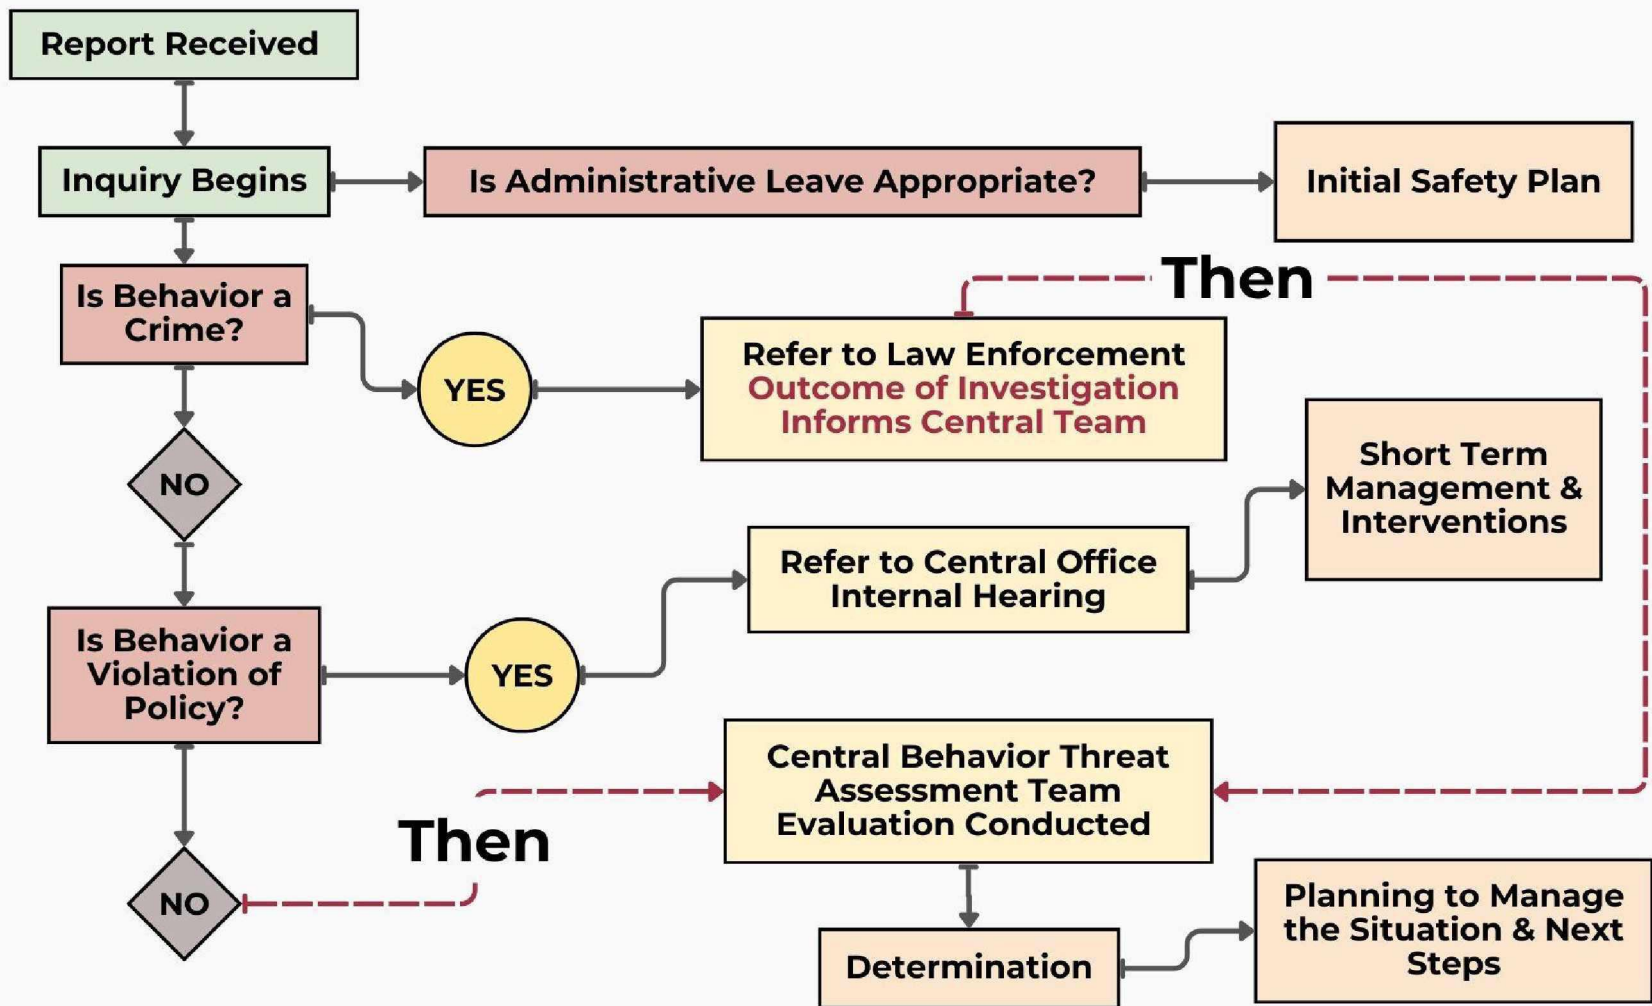 Report Received
Inquiry Begins
Is Administrative Leave Appropriate?
Initial Safety Plan
Is Behavior a
Crime?
YES
Then
Refer to Law Enforcement
Outcome of Investigation
Informs Central Team
NO
Short Term
Management &
Interventions
Refer to Central Office
Internal Hearing
Is Behavior a
Violation of
Policy?
YES
Central Behavior Threat
Assessment Team
Evaluation Conducted
Then
NO
Determination
Planning to Manage
the Situation & Next
Steps